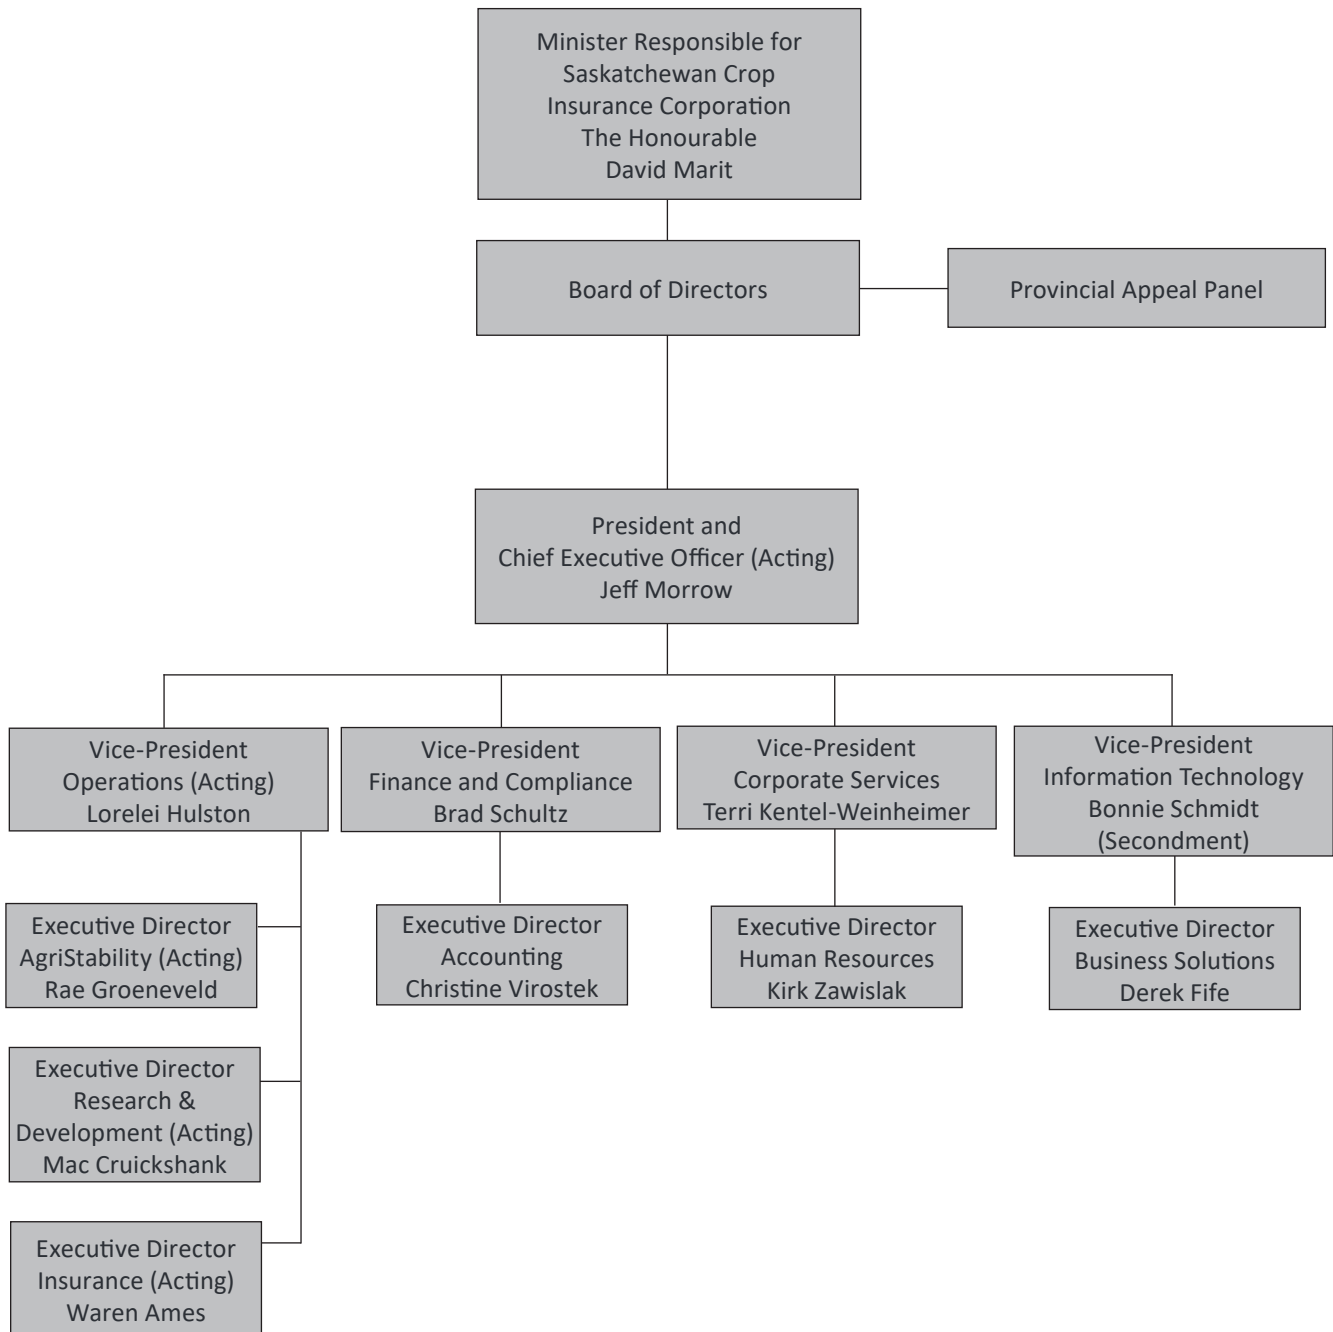 Minister Responsible for
Saskatchewan Crop
Insurance Corporation
The Honourable
David Marit
Board of Directors
Provincial Appeal Panel
President and
Chief Executive Officer (Acting)
Jeff Morrow
Vice-President
Operations (Acting)
Lorelei Hulston
Vice-President
Finance and Compliance
Brad Schultz
Vice-President
Corporate Services
Terri Kentel-Weinheimer
Vice-President
Information Technology
Bonnie Schmidt
(Secondment)
Executive Director
AgriStability (Acting)
Rae Groeneveld
Executive Director
Accounting
Christine Virostek
Executive Director
Human Resources
Kirk Zawislak
Executive Director
Business Solutions
Derek Fife
Executive Director
Research &
Development (Acting)
Mac Cruickshank
Executive Director
Insurance (Acting)
Waren Ames